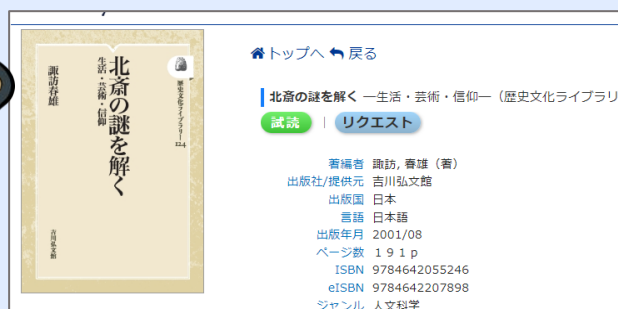 北斎の謎を解く
生活・芸術・信仰
諏訪春雄
歴史文化ライブラリー
124
吉川弘文館
トップへ 戻る
北斎の謎を解く ―生活・芸術・信仰―（歴史文化ライブラリ
試読 | リクエスト
著編者 諏訪, 春雄（著）
出版社/提供元 吉川弘文館
出版国 日本
言語 日本語
出版年月 2001/08
ページ数 １９１ｐ
ISBN 9784642055246
eISBN 9784642207898
ジャンル 人文科学